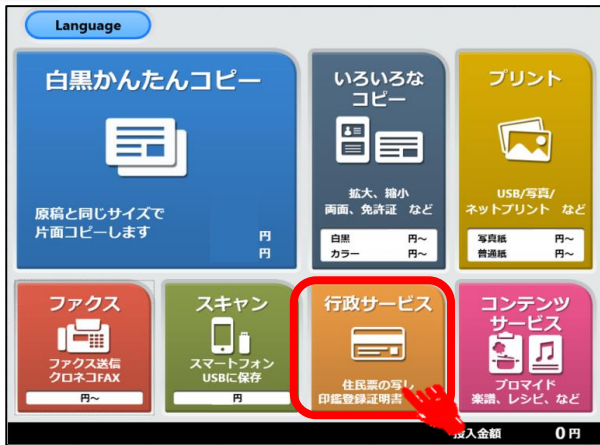 Language
白黒かんたんコピー
原稿と同じサイズで
片面コピーします
円
円
いろいろな
コピー
拡大、縮小
両面、免許証 など
白黒 円～
カラー 円～
プリント
USB/写真/
ネットプリント など
写真紙 円～
普通紙 円～
ファクス
ファクス送信
クロネコFAX
円～
スキャン
スマートフォン
USBに保存
円
行政サービス
住民票の写し
印鑑登録証明書
コンテンツ
サービス
ブロマイド
楽譜、レシピ、など
投入金額 0 円